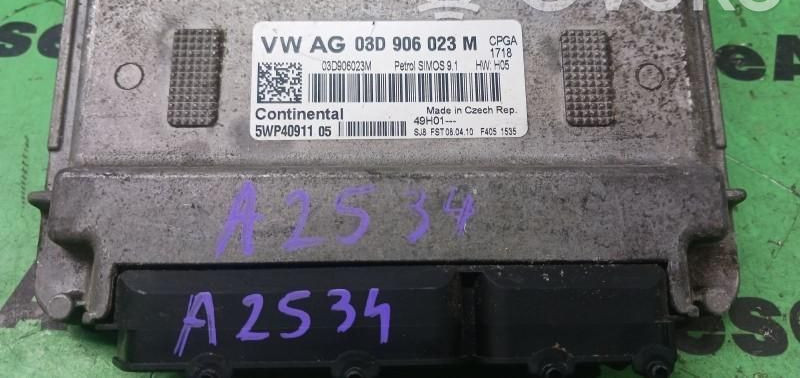 VW AG 03D 906 023 M CPGA 1718
03D906023M Petrol SIMOS 9.1 HW: H05
Continental Made in Czech Rep.
5WP40911 05 49H01---
SJ8 FST 08.04.10 F405 1535
A2534
A2534